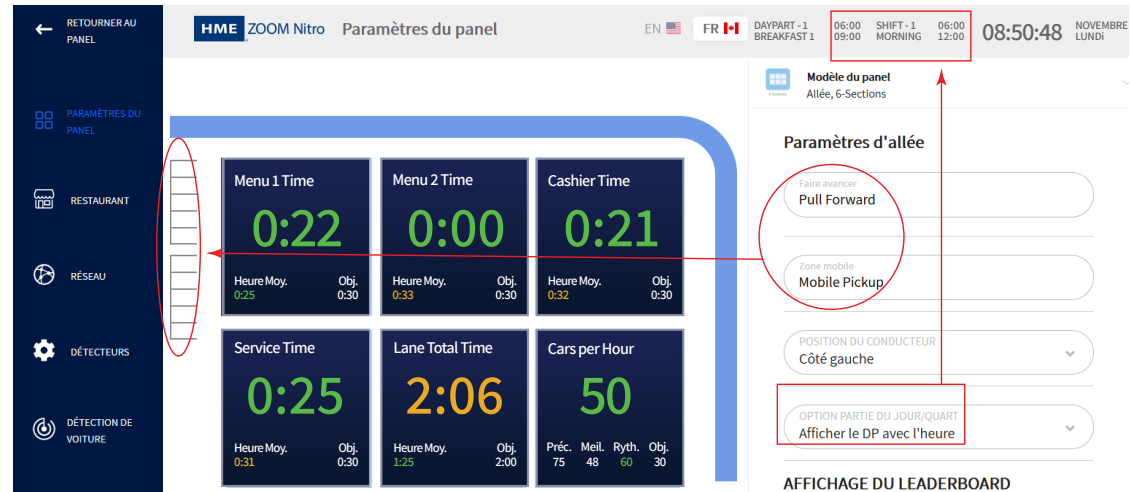 RETOURNER AU
PANEL
HME ZOOM Nitro Paramètres du panel
EN FR
DAYPART - 1
BREAKFAST 1
06:00 SHIFT - 1 06:00
09:00 MORNING 12:00
08:50:48
NOVEMBRE
LUNDi
PARAMÈTRES DU
PANEL
RESTAURANT
RÉSEAU
DÉTECTEURS
DÉTECTION DE
VOITURE
Menu 1 Time
0:22
Heure Moy. Obj.
0:25 0:30
Menu 2 Time
0:00
Heure Moy. Obj.
0:33 0:30
Cashier Time
0:21
Heure Moy. Obj.
0:32 0:30
Service Time
0:25
Heure Moy. Obj.
0:31 0:30
Lane Total Time
2:06
Heure Moy. Obj.
1:25 2:00
Cars per Hour
50
Préc. Meil. Ryth. Obj.
75 48 60 30
Modèle du panel
Allée, 6-Sections
Paramètres d'allée
Faire avancer
Pull Forward
Zone mobile
Mobile Pickup
POSITION DU CONDUCTEUR
Côté gauche
OPTION PARTIE DU JOUR/QUART
Afficher le DP avec l'heure
AFFICHAGE DU LEADERBOARD